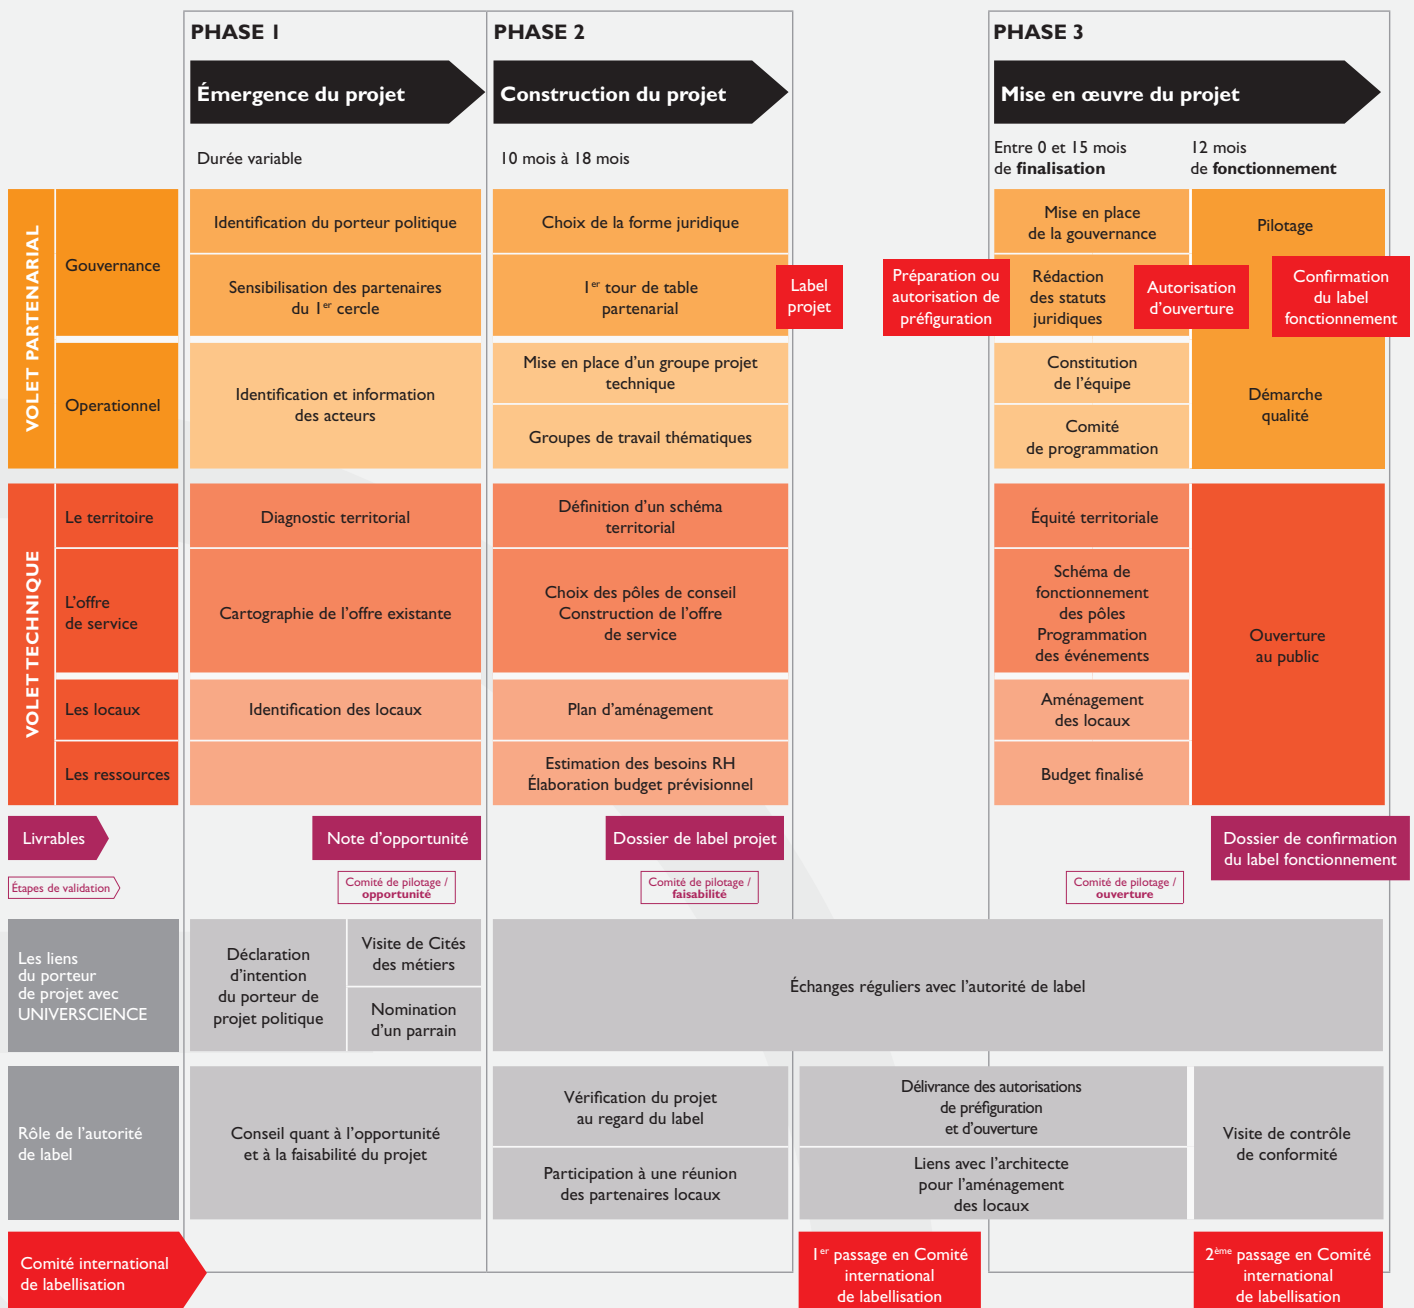 PHASE 1
PHASE 2
PHASE 3
Émergence du projet
Construction du projet
Mise en œuvre du projet
Durée variable
10 mois à 18 mois
Entre 0 et 15 mois
de finalisation
12 mois
de fonctionnement
VOLET PARTENARIAL
Gouvernance
Identification du porteur politique
Choix de la forme juridique
Mise en place
de la gouvernance
Pilotage
Sensibilisation des partenaires
du 1er cercle
1er tour de table
partenarial
Label
projet
Préparation ou
autorisation de
préfiguration
Rédaction
des statuts
juridiques
Autorisation
d’ouverture
Confirmation
du label
fonctionnement
Operationnel
Identification et information
des acteurs
Mise en place d’un groupe projet
technique
Groupes de travail thématiques
Constitution
de l’équipe
Comité
de programmation
Démarche
qualité
VOLET TECHNIQUE
Le territoire
Diagnostic territorial
Définition d’un schéma
territorial
Équité territoriale
L’offre
de service
Cartographie de l’offre existante
Choix des pôles de conseil
Construction de l’offre
de service
Schéma de
fonctionnement
des pôles
Programmation
des événements
Ouverture
au public
Les locaux
Identification des locaux
Plan d’aménagement
Aménagement
des locaux
Les ressources
Estimation des besoins RH
Élaboration budget prévisionnel
Budget finalisé
Livrables
Note d’opportunité
Dossier de label projet
Dossier de confirmation
du label fonctionnement
Étapes de validation
Comité de pilotage /
opportunité
Comité de pilotage /
faisabilité
Comité de pilotage /
ouverture
Les liens
du porteur
de projet avec
UNIVERSCIENCE
Déclaration
d’intention
du porteur de
projet politique
Visite de Cités
des métiers
Nomination
d’un parrain
Échanges réguliers avec l’autorité de label
Rôle de l’autorité
de label
Conseil quant à l’opportunité
et à la faisabilité du projet
Vérification du projet
au regard du label
Participation à une réunion
des partenaires locaux
Délivrance des autorisations
de préfiguration
et d’ouverture
Liens avec l’architecte
pour l’aménagement
des locaux
Visite de contrôle
de conformité
Comité international
de labellisation
1er passage en Comité
international
de labellisation
2ème passage en Comité
international
de labellisation